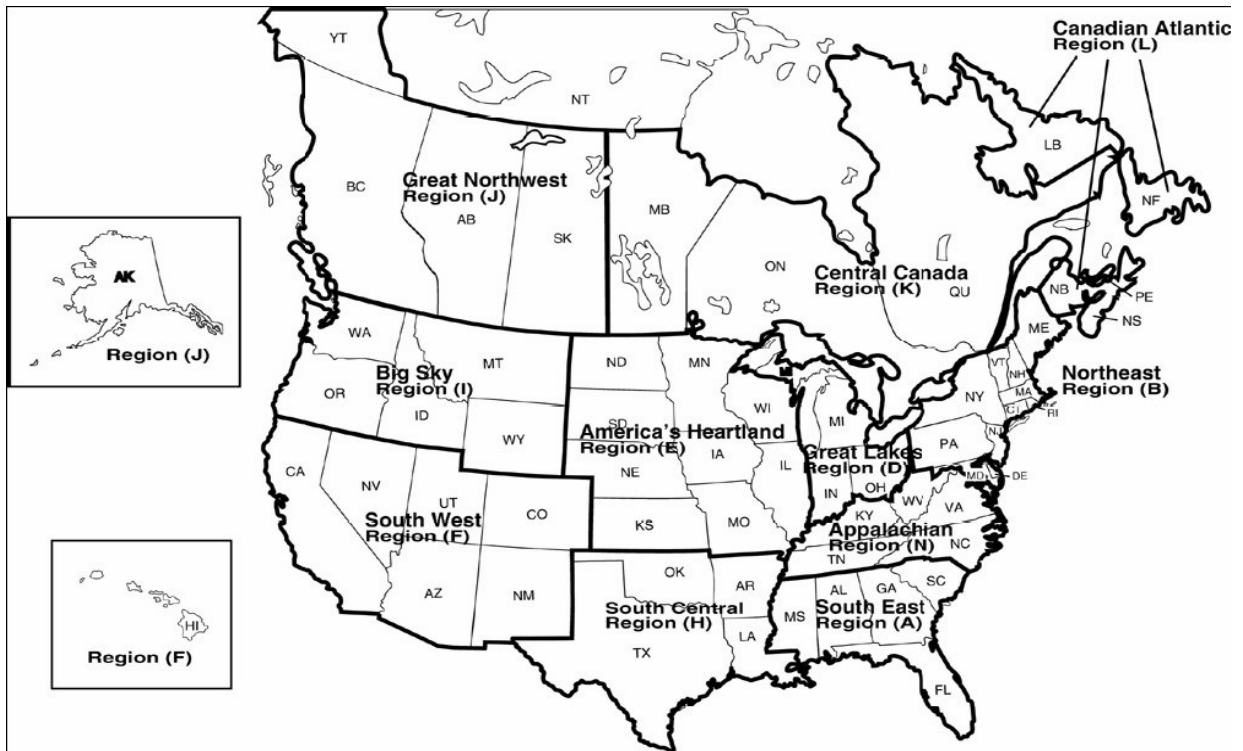 Canadian Atlantic
Region (L)
YT
NT
LB
NF
BC
Great Northwest
Region (J)
AB
SK
MB
ON
Central Canada
Region (K)
QU
NB
PE
NS
AK
Region (J)
WA
MT
Big Sky
Region (I)
OR
ID
WY
ND
MN
SD
America's Heartland
Region (E)
NE
IA
WI
IL
KS
MO
MI
MI
Great Lakes
Region (D)
IN
OH
ME
VT
NH
Northeast
Region (B)
NY
MA
CT
RI
PA
NJ
MD
DE
CA
NV
UT
CO
South West
Region (F)
AZ
NM
KY
WV
VA
Appalachian
Region (N)
TN
NC
OK
AR
South Central
Region (H)
TX
LA
MS
AL
GA
SC
South East
Region (A)
FL
HI
Region (F)